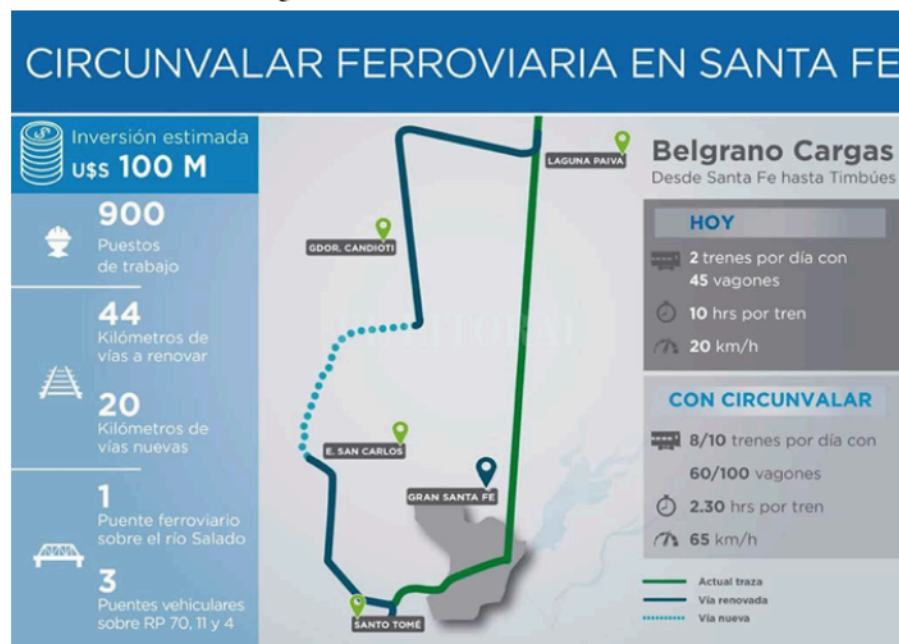 CIRCUNVALAR FERROVIARIA EN SANTA FE
Inversión estimada
U$S 100 M
900
Puestos
de trabajo
44
Kilómetros de
vías a renovar
20
Kilómetros de
vías nuevas
1
Puente ferroviario
sobre el río Salado
3
Puentes vehiculares
sobre RP 70, 11 y 4
LAGUNA PAIVA
GDOR. CANDIOTI
E. SAN CARLOS
GRAN SANTA FE
SANTO TOMÉ
Belgrano Cargas
Desde Santa Fe hasta Timbúes
HOY
2 trenes por día con
45 vagones
10 hrs por tren
20 km/h
CON CIRCUNVALAR
8/10 trenes por día con
60/100 vagones
2.30 hrs por tren
65 km/h
Actual traza
Vía renovada
Vía nueva